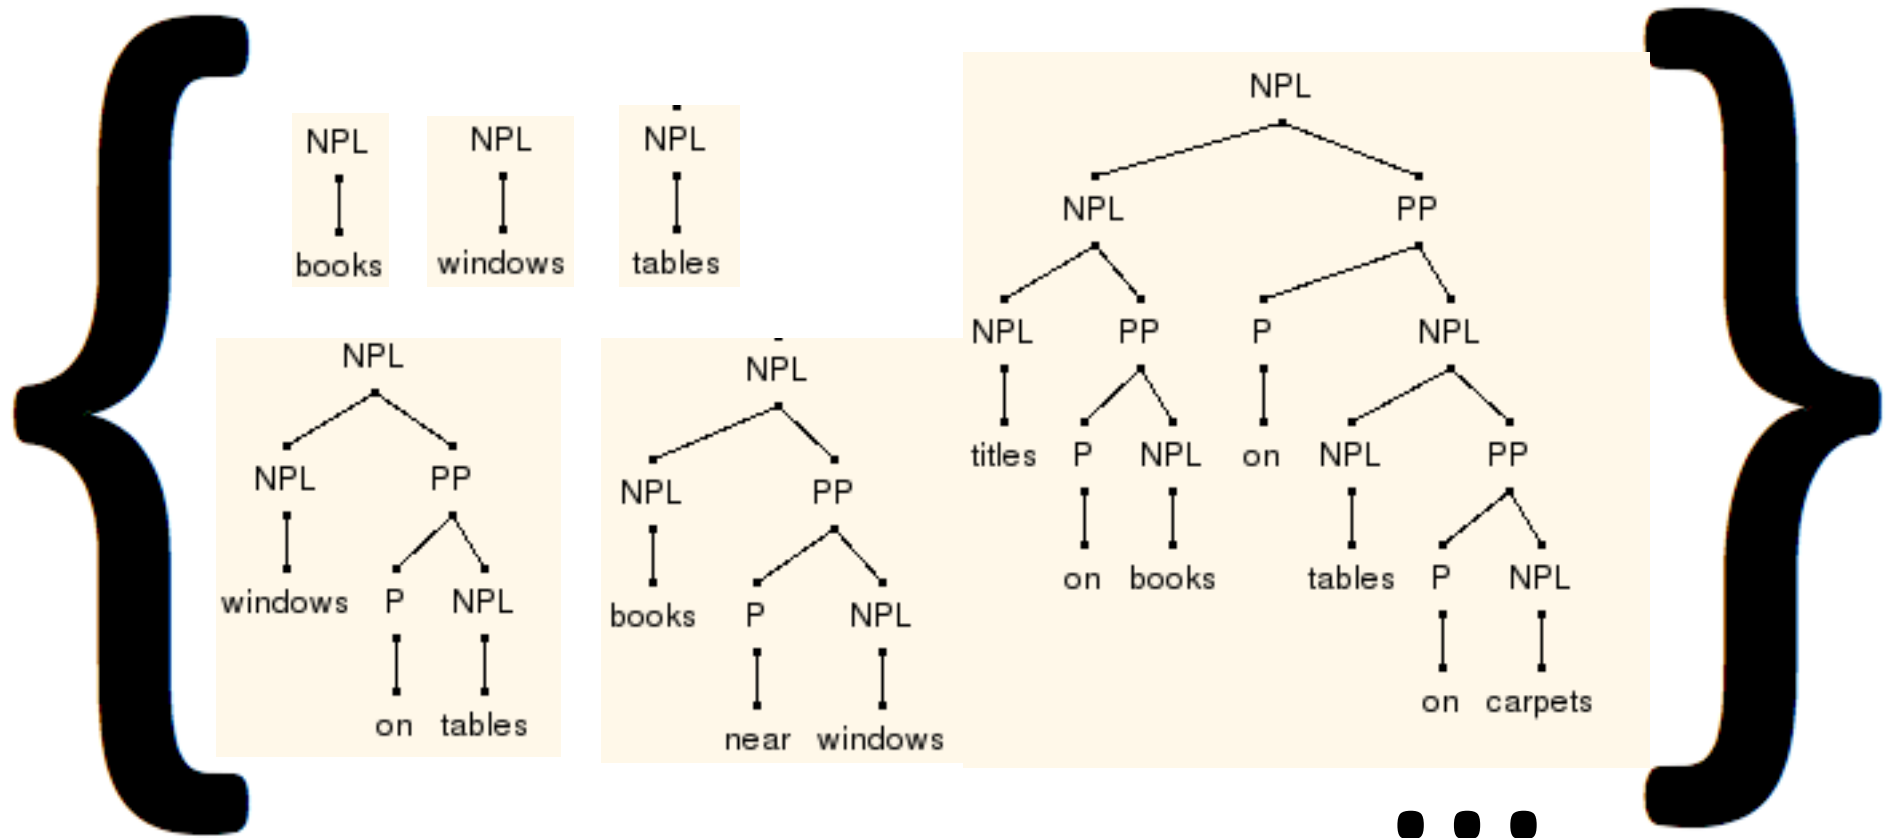 {
NPL NPL NPL
books windows tables
NPL
NPL PP
windows P NPL
on tables
NPL
NPL PP
books P NPL
near windows
NPL
NPL PP
NPL PP P NPL
titles P NPL on NPL PP
on books tables P NPL
on carpets
}
...